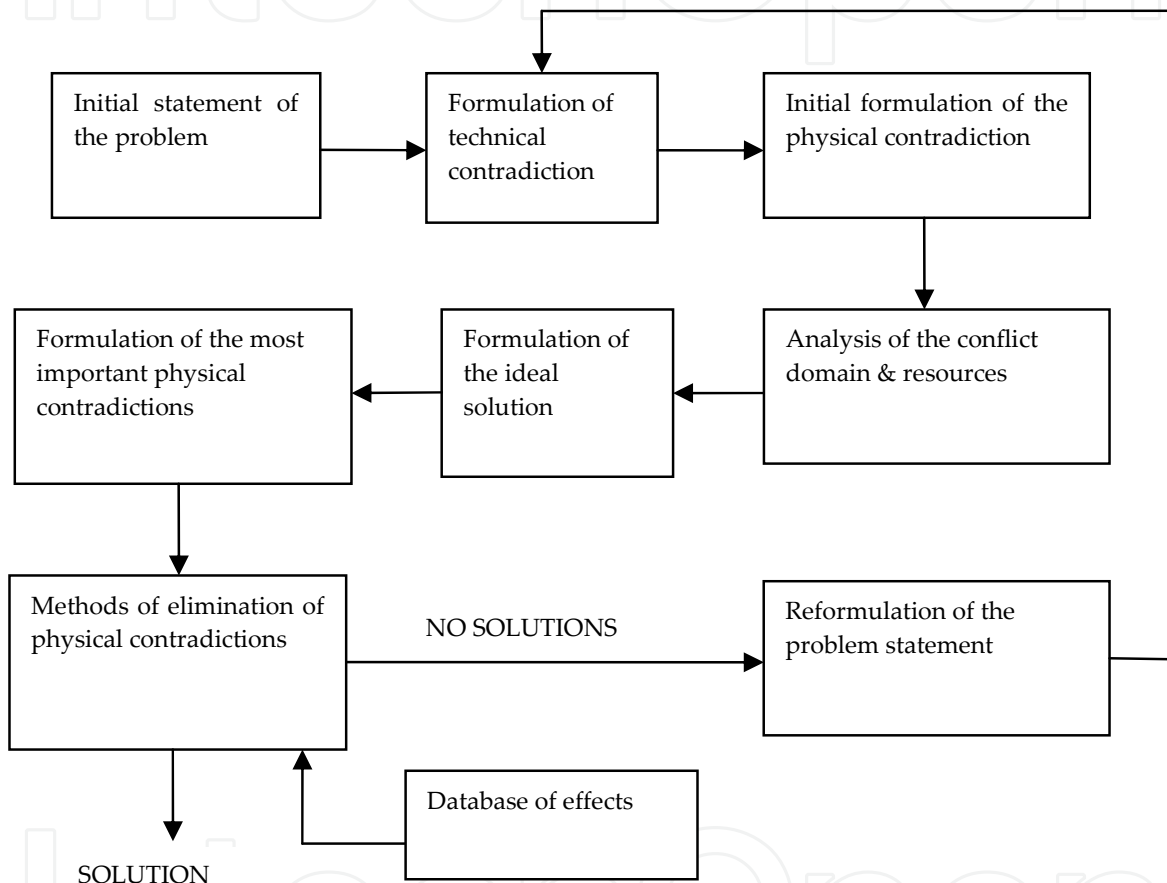 Initial statement of
the problem
Formulation of
technical
contradiction
Initial formulation of the
physical contradiction
Formulation of the most
important physical
contradictions
Formulation of
the ideal
solution
Analysis of the conflict
domain & resources
Methods of elimination of
physical contradictions
NO SOLUTIONS
Reformulation of the
problem statement
Database of effects
SOLUTION